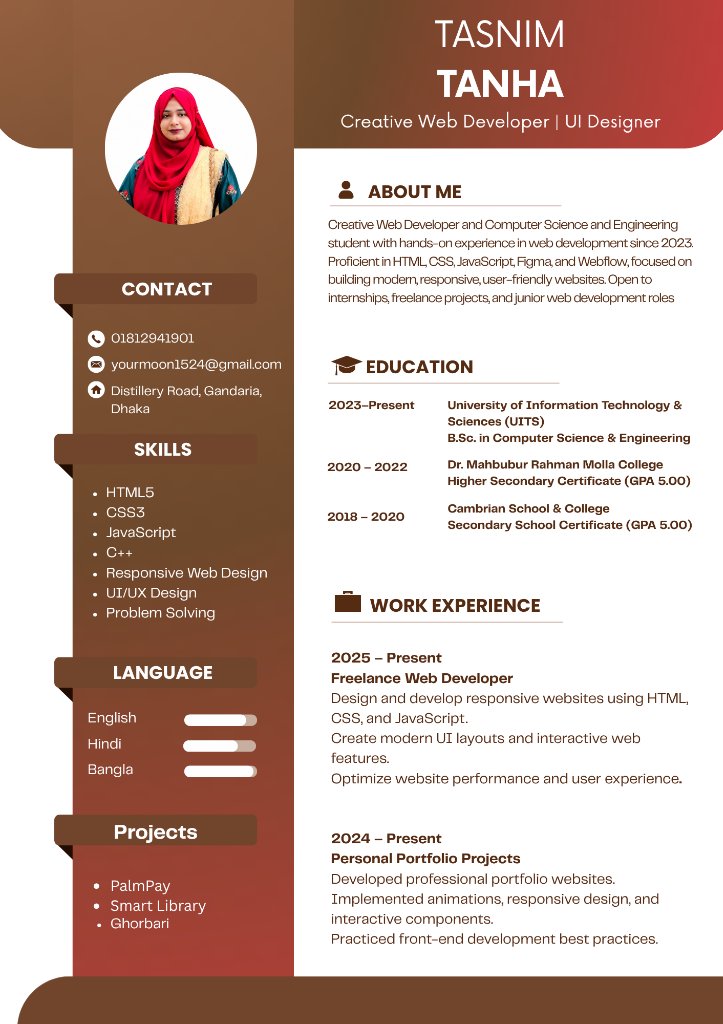 TASNIM
TANHA
Creative Web Developer | UI Designer
CONTACT
01812941901
yourmoon1524@gmail.com
Distillery Road, Gandaria,
Dhaka
SKILLS
• HTML5
• CSS3
• JavaScript
• C++
• Responsive Web Design
• UI/UX Design
• Problem Solving
LANGUAGE
English
Hindi
Bangla
Projects
• PalmPay
• Smart Library
• Ghorbari
ABOUT ME
Creative Web Developer and Computer Science and Engineering
student with hands-on experience in web development since 2023.
Proficient in HTML, CSS, JavaScript, Figma, and Webflow, focused on
building modern, responsive, user-friendly websites. Open to
internships, freelance projects, and junior web development roles
EDUCATION
2023–Present
University of Information Technology &
Sciences (UITS)
B.Sc. in Computer Science & Engineering
2020 – 2022
Dr. Mahbubur Rahman Molla College
Higher Secondary Certificate (GPA 5.00)
2018 – 2020
Cambrian School & College
Secondary School Certificate (GPA 5.00)
WORK EXPERIENCE
2025 – Present
Freelance Web Developer
Design and develop responsive websites using HTML,
CSS, and JavaScript.
Create modern UI layouts and interactive web
features.
Optimize website performance and user experience.
2024 – Present
Personal Portfolio Projects
Developed professional portfolio websites.
Implemented animations, responsive design, and
interactive components.
Practiced front-end development best practices.